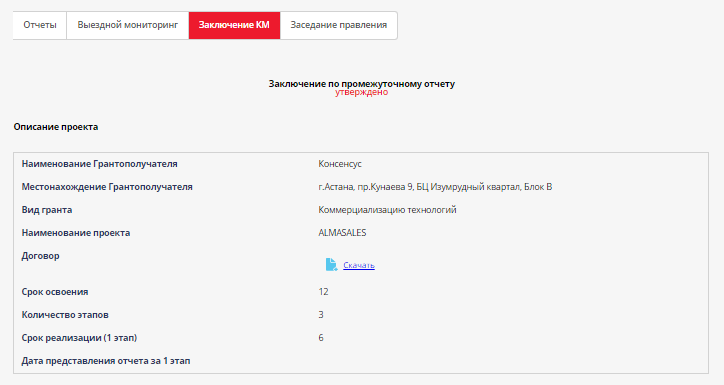 Отчеты Выездной мониторинг Заключение КМ Заседание правления
Заключение по промежуточному отчету
утверждено
Описание проекта
Наименование Грантополучателя Консенсус
Местонахождение Грантополучателя г.Астана, пр.Кунаева 9, БЦ Изумрудный квартал, Блок В
Вид гранта Коммерциализацию технологий
Наименование проекта ALMASALES
Договор Скачать
Срок освоения 12
Количество этапов 3
Срок реализации (1 этап) 6
Дата представления отчета за 1 этап